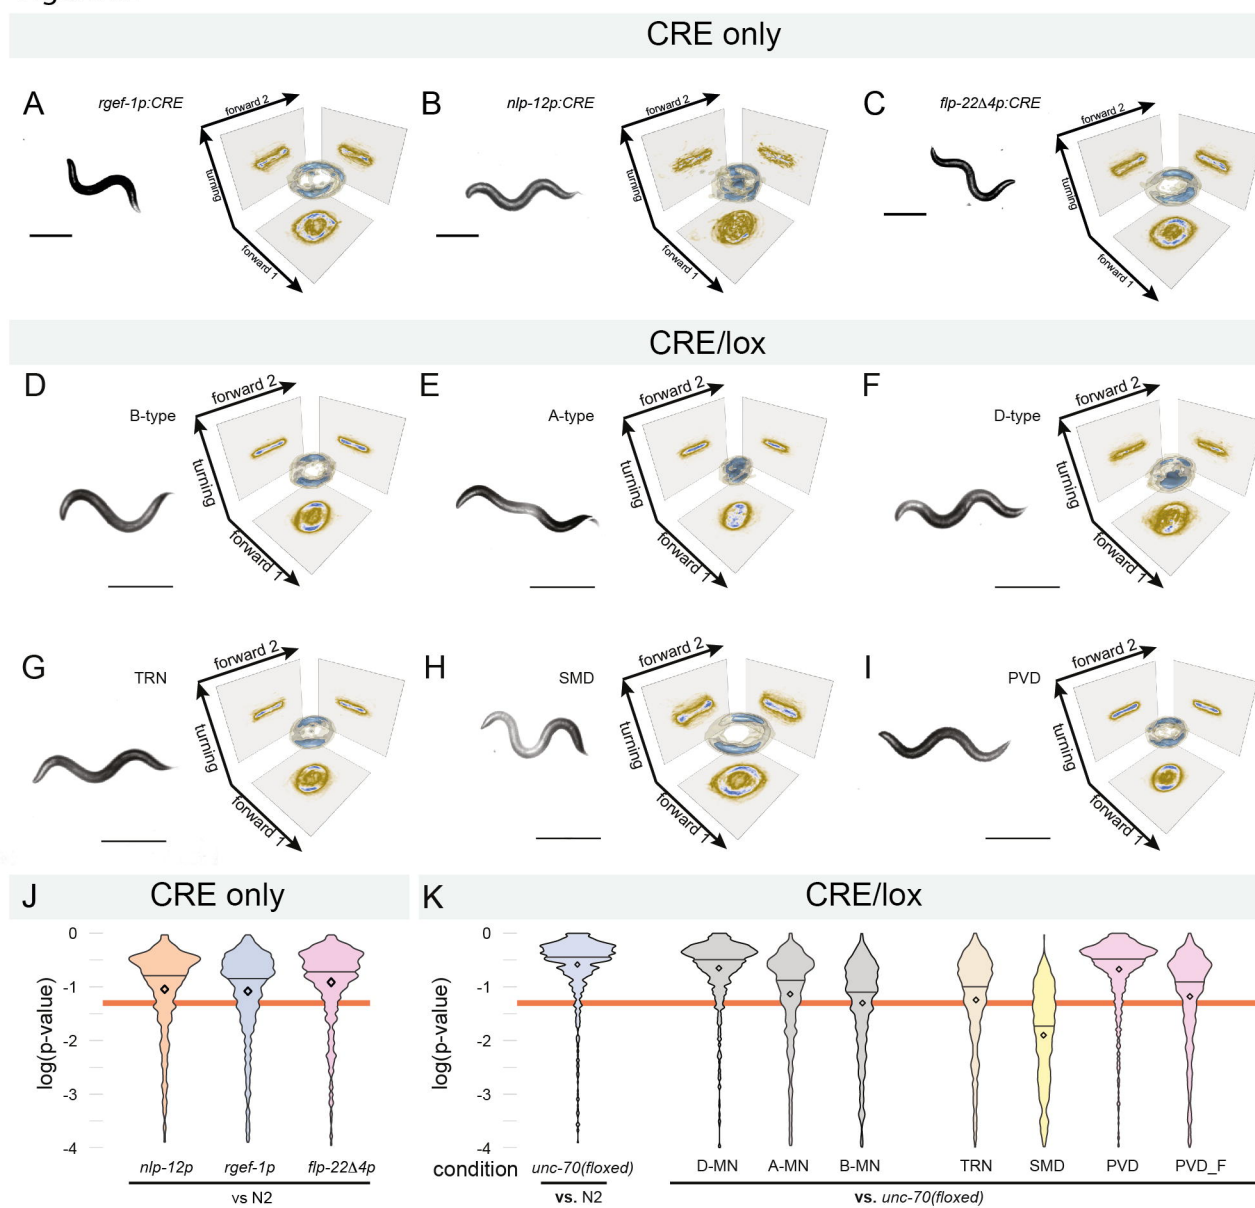 CRE only
A
rgef-1p:CRE
forward 2
turning
forward 1
B
nlp-12p:CRE
forward 2
turning
forward 1
C
flp-22Δ4p:CRE
forward 2
turning
forward 1
CRE/lox
D
B-type
forward 2
turning
forward 1
E
A-type
forward 2
turning
forward 1
F
D-type
forward 2
turning
forward 1
G
TRN
forward 2
turning
forward 1
H
SMD
forward 2
turning
forward 1
I
PVD
forward 2
turning
forward 1
J
CRE only
log(p-value)
0
-1
-2
-3
-4
nlp-12p
rgef-1p
flp-22Δ4p
vs N2
K
CRE/lox
log(p-value)
0
-1
-2
-3
-4
condition
unc-70(floxed)
D-MN
A-MN
B-MN
TRN
SMD
PVD
PVD_F
vs. N2
vs. unc-70(floxed)